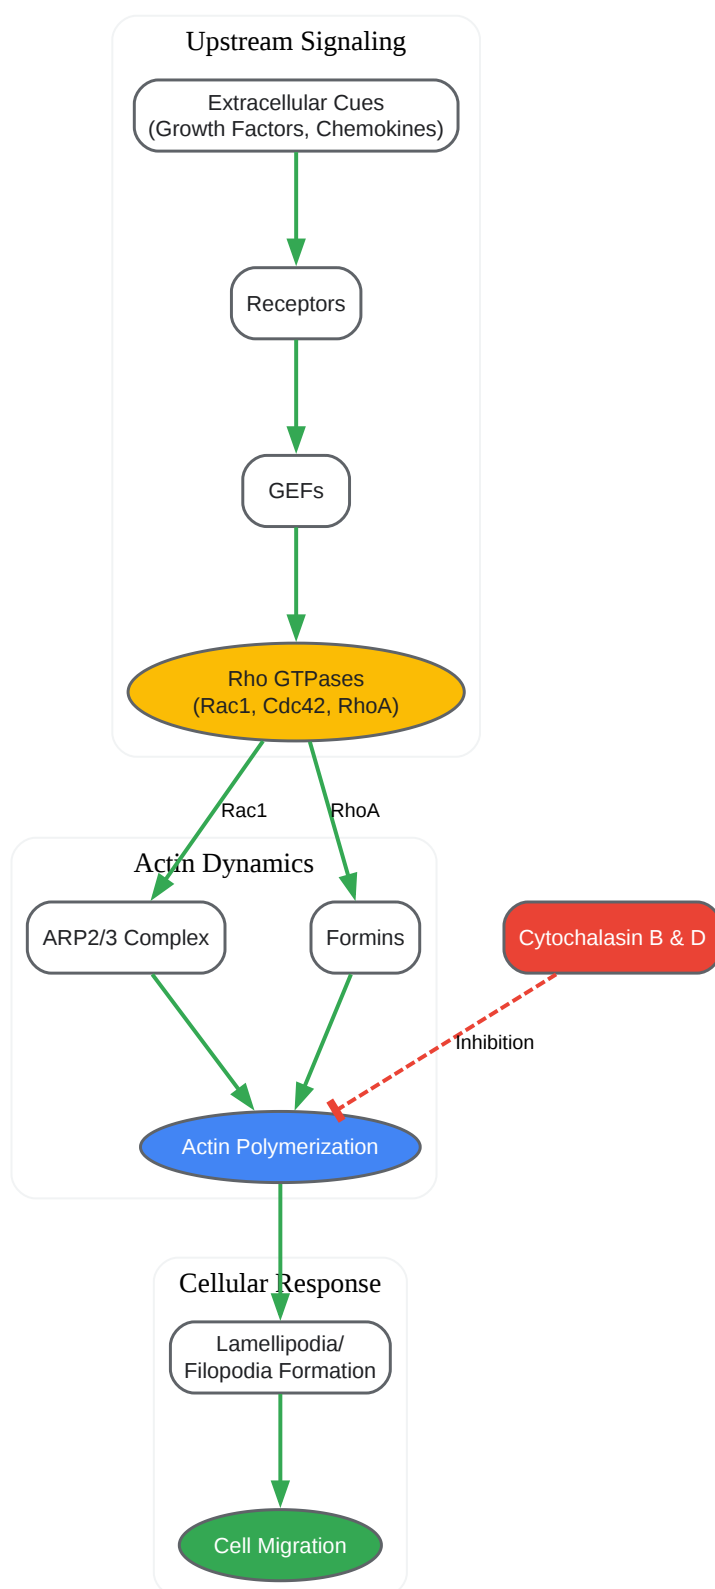 Upstream Signaling
Extracellular Cues
(Growth Factors, Chemokines)
Receptors
GEFs
Rho GTPases
(Rac1, Cdc42, RhoA)
Rac1
RhoA
Actin Dynamics
ARP2/3 Complex
Formins
Cytochalasin B & D
Inhibition
Actin Polymerization
Cellular Response
Lamellipodia/
Filopodia Formation
Cell Migration